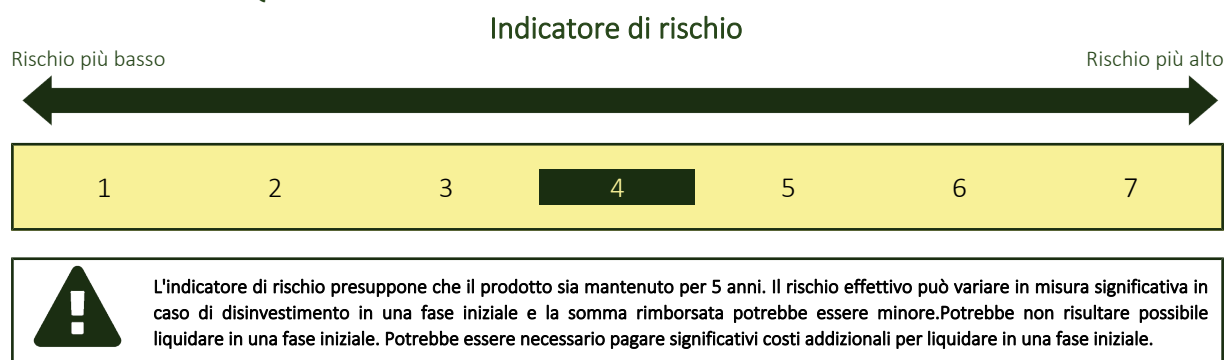 Indicatore di rischio
Rischio più basso
Rischio più alto
1 2 3 4 5 6 7
L'indicatore di rischio presuppone che il prodotto sia mantenuto per 5 anni. Il rischio effettivo può variare in misura significativa in
caso di disinvestimento in una fase iniziale e la somma rimborsata potrebbe essere minore.Potrebbe non risultare possibile
liquidare in una fase iniziale. Potrebbe essere necessario pagare significativi costi addizionali per liquidare in una fase iniziale.